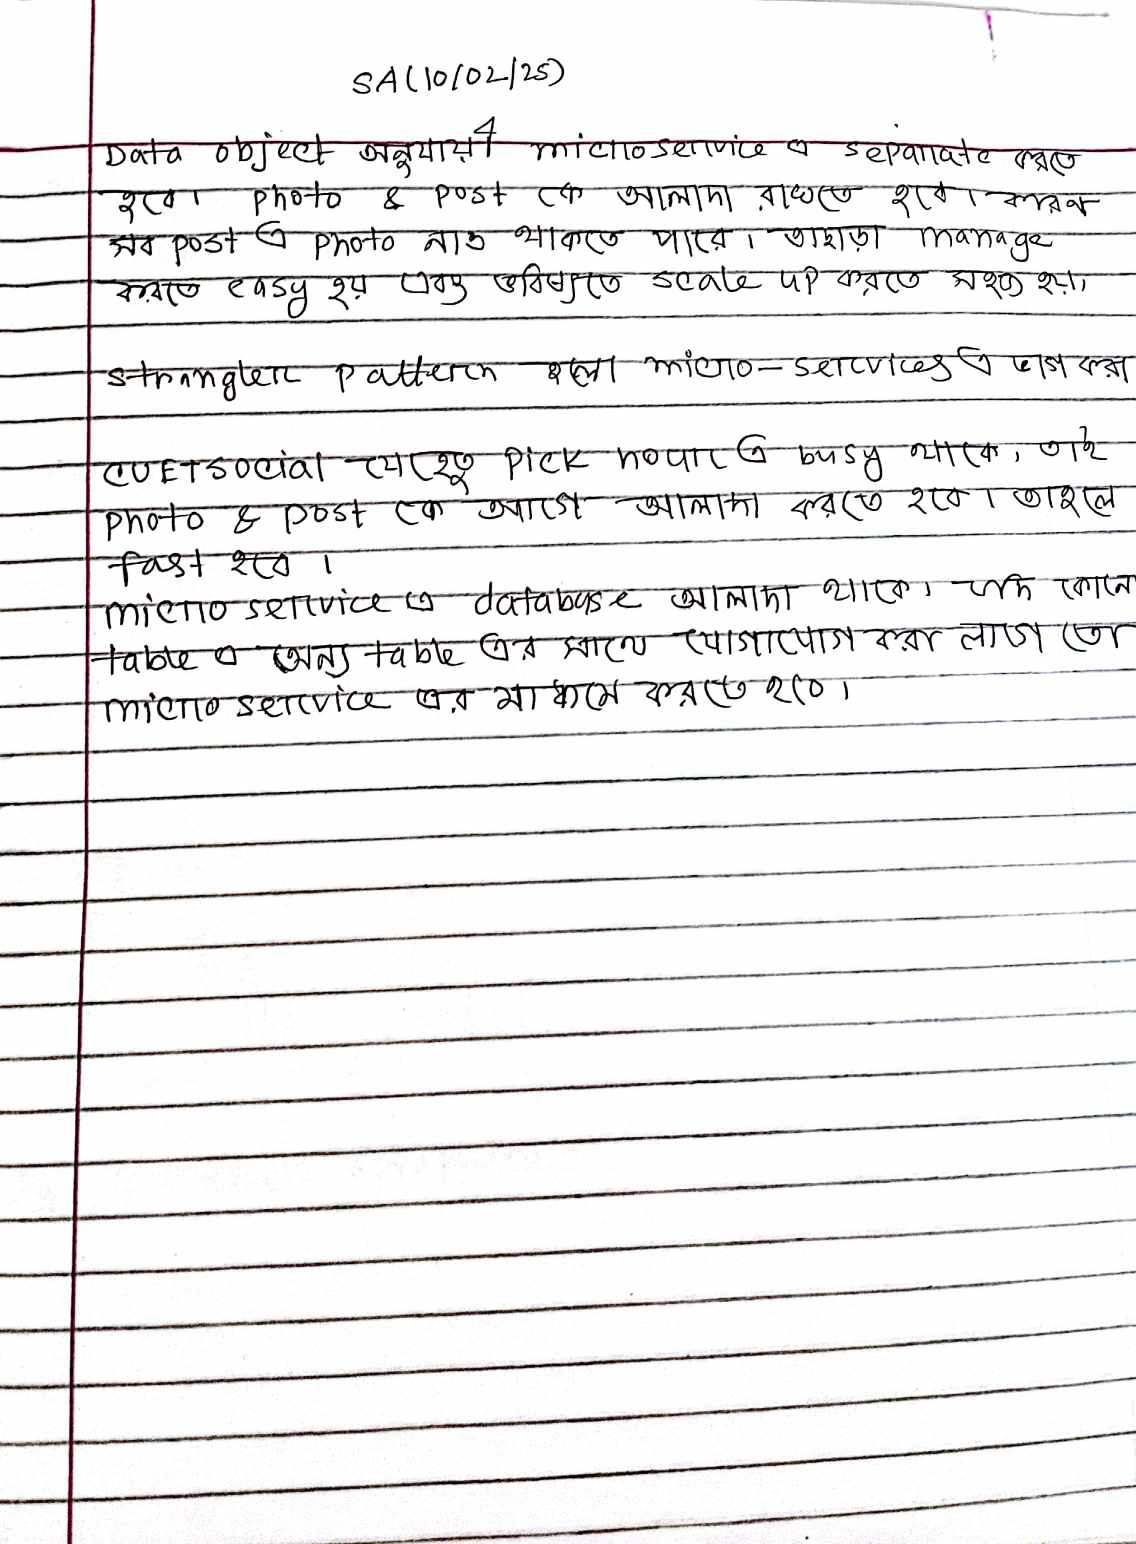 SA(10/02/25)
Data object অনুযায়ী microservice এ separate করতে
হবে। photo & post কে আলাদা রাখতে হবে। কারণ
সব post এ photo নাও থাকতে পারে। তাছাড়া manage
করতে easy হয় এবং ভবিষ্যতে scale up করতে সহজ হয়।
strangler pattern হলো micro-services এ ভাগ করা
CUETsocial যেহেতু pick hour এ busy থাকে, তাই
photo & post কে আগে আলাদা করতে হবে। তাহলে
fast হবে।
microservice এ database আলাদা থাকে। যদি কোনো
table এ অন্য table এর সাথে যোগাযোগ করা লাগে তো
microservice এর মাধ্যমে করতে হবে।